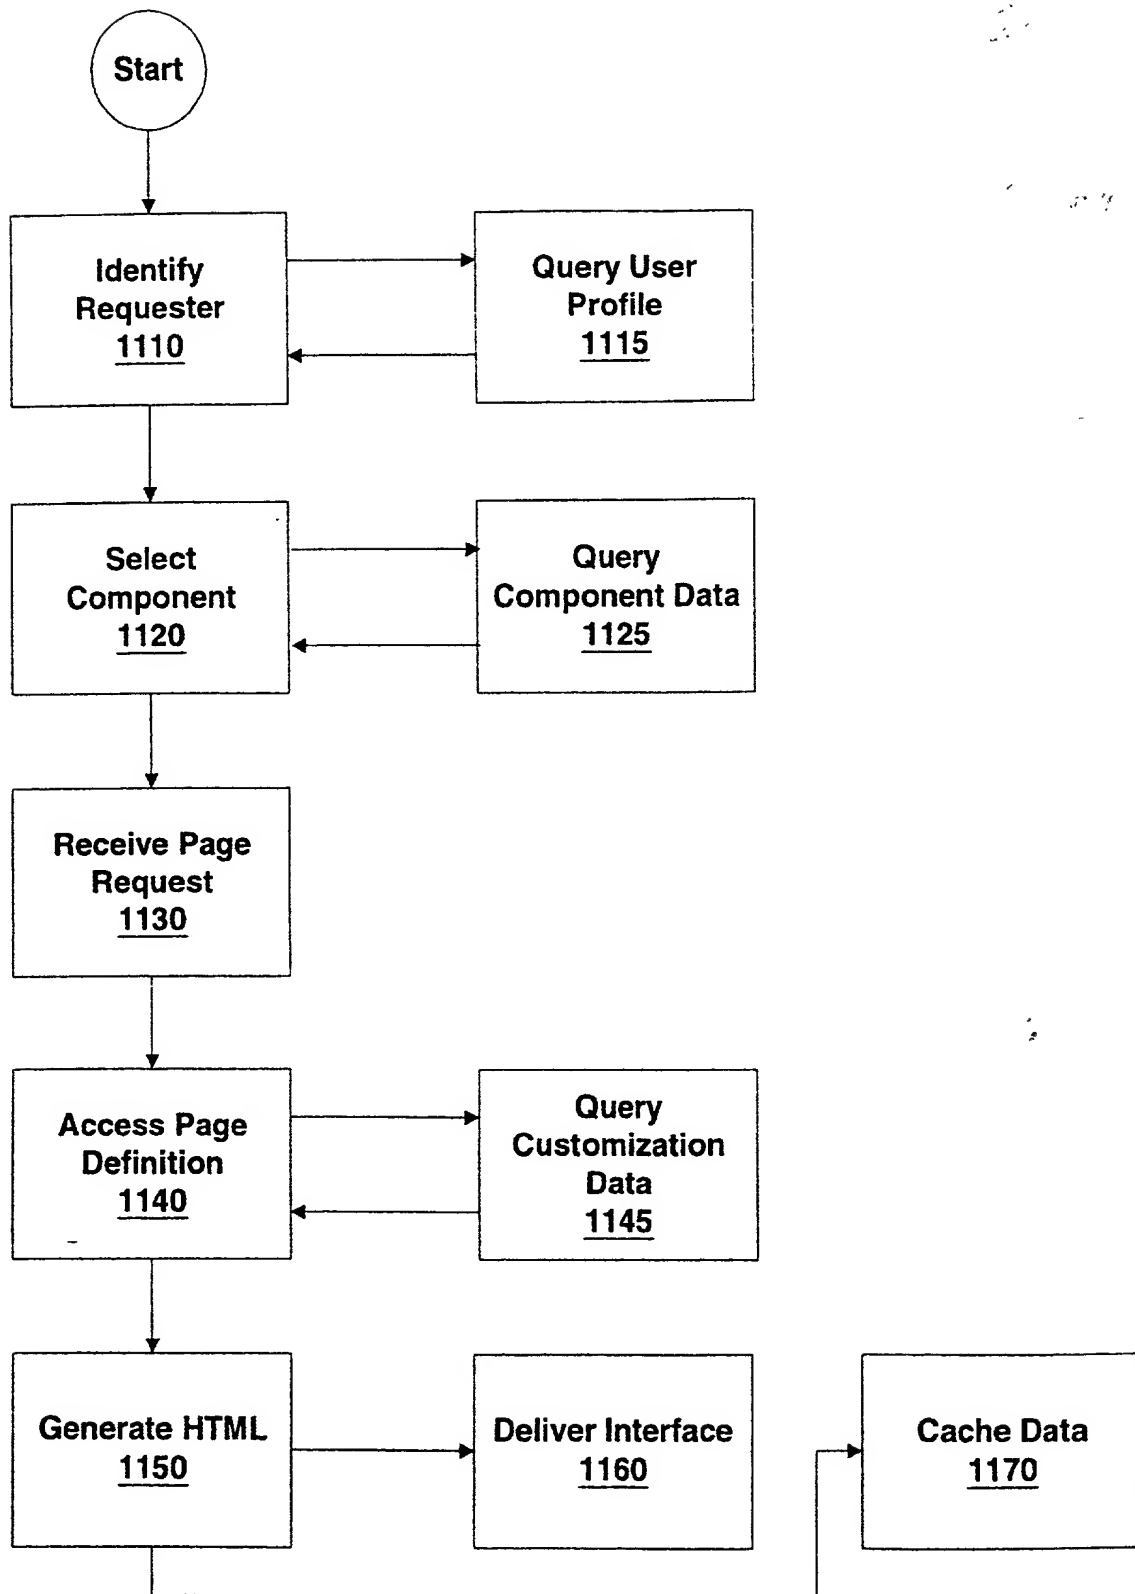 Start
Identify
Requester
1110
Query User
Profile
1115
Select
Component
1120
Query
Component Data
1125
Receive Page
Request
1130
Access Page
Definition
1140
Query
Customization
Data
1145
Generate HTML
1150
Deliver Interface
1160
Cache Data
1170